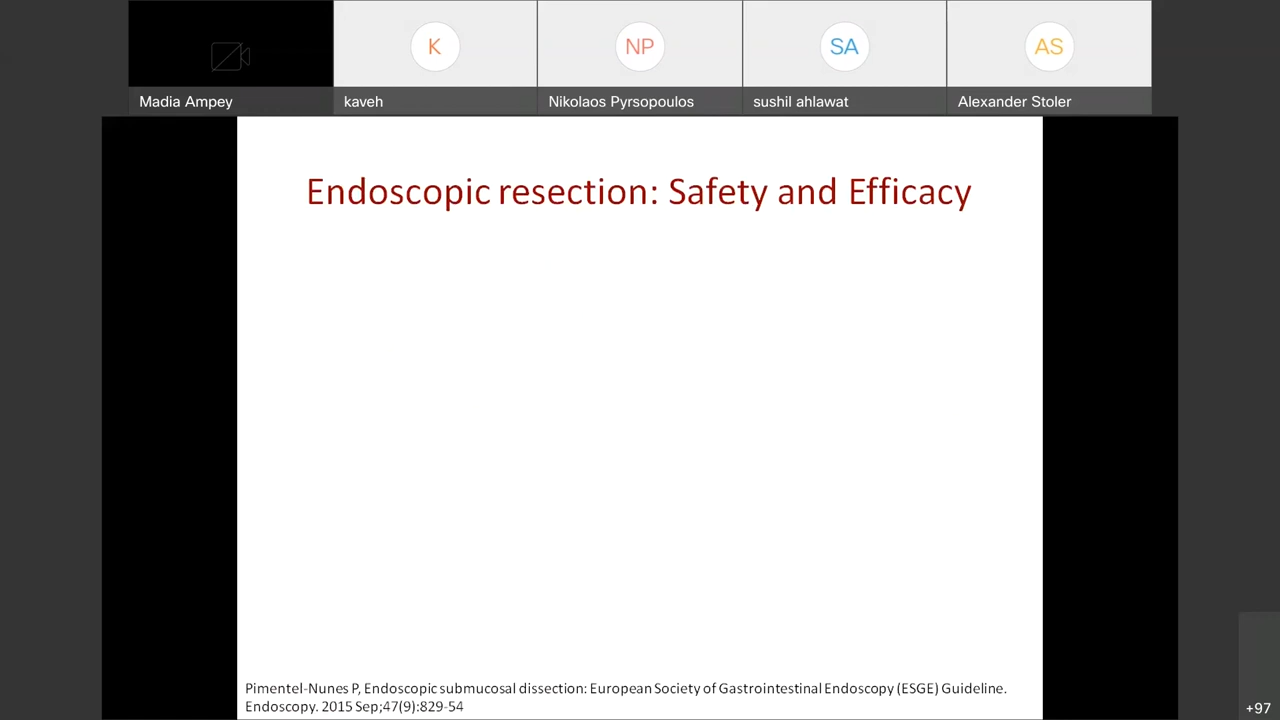 K
NP
SA
AS
Madia Ampey
kaveh
Nikolaos Pyrsopoulos
sushil ahlawat
Alexander Stoler
Endoscopic resection: Safety and Efficacy
Pimentel-Nunes P, Endoscopic submucosal dissection: European Society of Gastrointestinal Endoscopy (ESGE) Guideline.
Endoscopy. 2015 Sep;47(9):829-54
+97